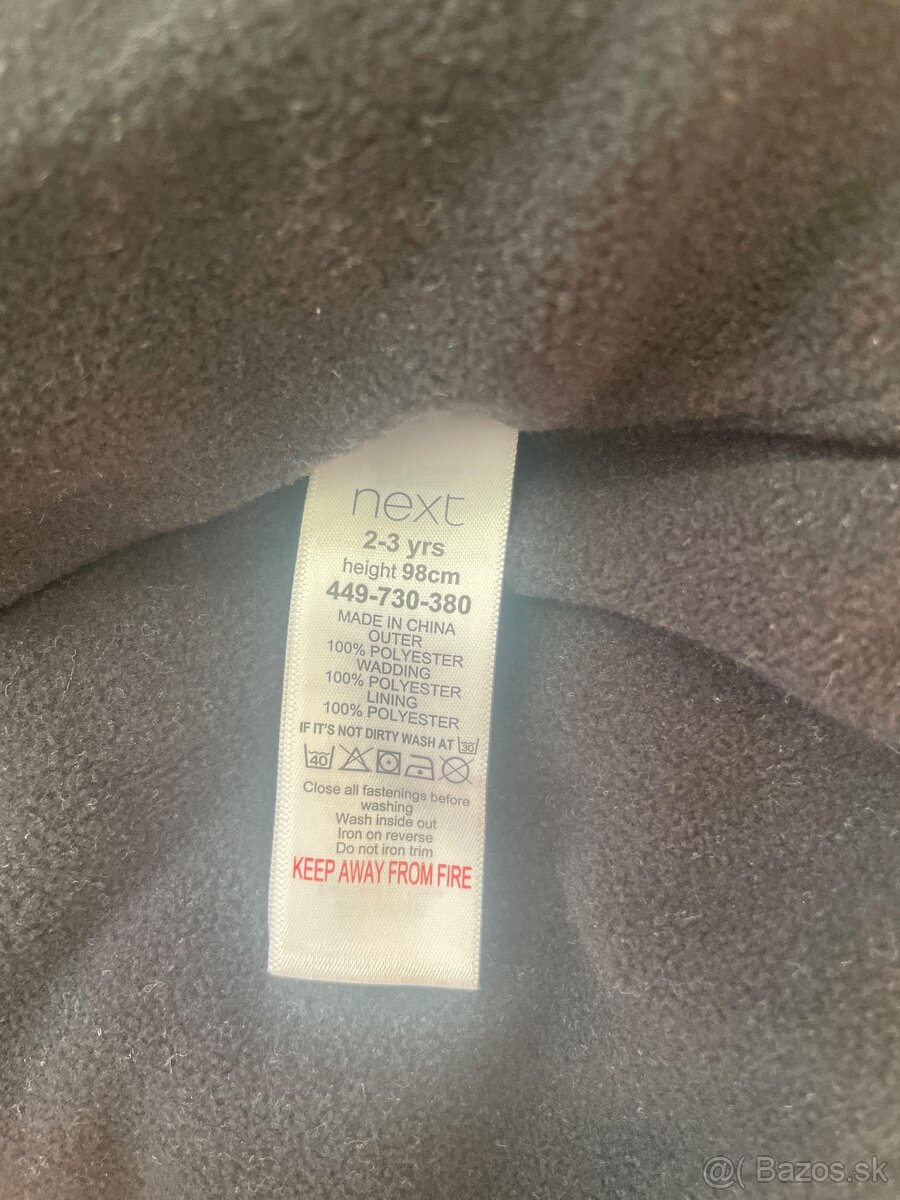 next
2-3 yrs
height 98cm
449-730-380
MADE IN CHINA
OUTER
100% POLYESTER
WADDING
100% POLYESTER
LINING
100% POLYESTER
IF IT'S NOT DIRTY WASH AT 30
40
Close all fastenings before
washing
Wash inside out
Iron on reverse
Do not iron trim
KEEP AWAY FROM FIRE
@( Bazos.sk